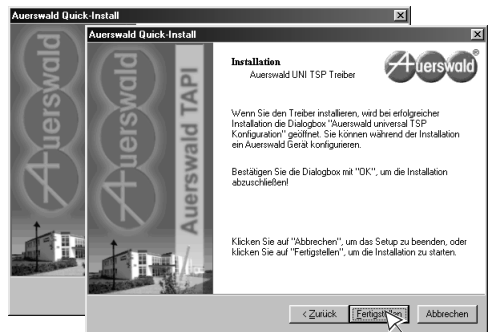 Auerswald Quick-Install
Auerswald
Auerswald Quick-Install
Auerswald
Auerswald TAPI
Installation
Auerswald UNI TSP Treiber
Auerswald
Wenn Sie den Treiber installieren, wird bei erfolgreicher
Installation die Dialogbox "Auerswald universal TSP
Konfiguration" geöffnet. Sie können während der Installation
ein Auerswald Gerät konfigurieren.
Bestätigen Sie die Dialogbox mit "OK", um die Installation
abzuschließen!
Klicken Sie auf "Abbrechen", um das Setup zu beenden, oder
klicken Sie auf "Fertigstellen", um die Installation zu starten.
< Zurück
Fertigstellen
Abbrechen